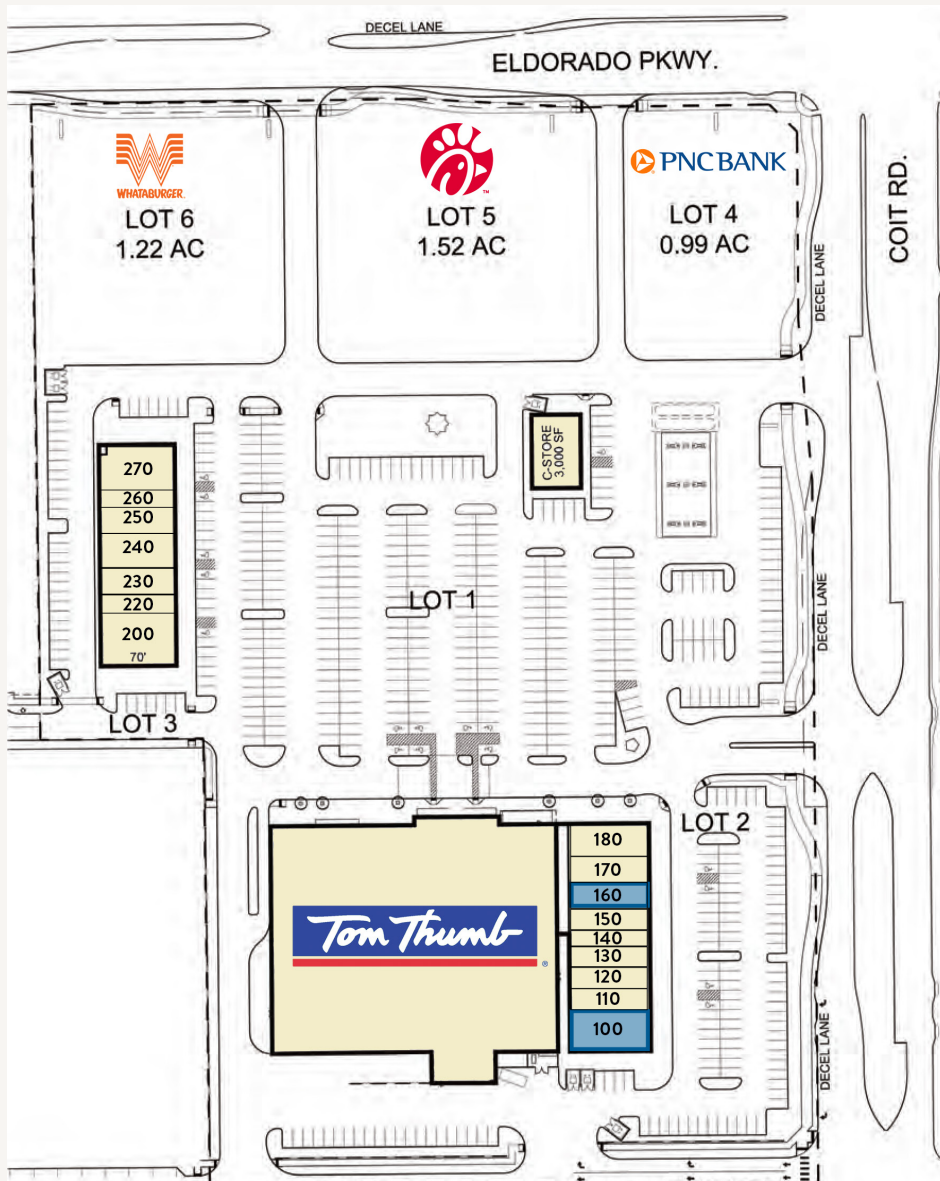 DECEL LANE
ELDORADO PKWY.
COIT RD.
WHATABURGER
LOT 6
1.22 AC
™
LOT 5
1.52 AC
PNCBANK
LOT 4
0.99 AC
DECEL LANE
270
260
250
240
230
220
200
70'
LOT 3
C-STORE
3,000 SF
LOT 1
DECEL LANE
LOT 2
Tom Thumb
®
180
170
160
150
140
130
120
110
100
DECEL LANE